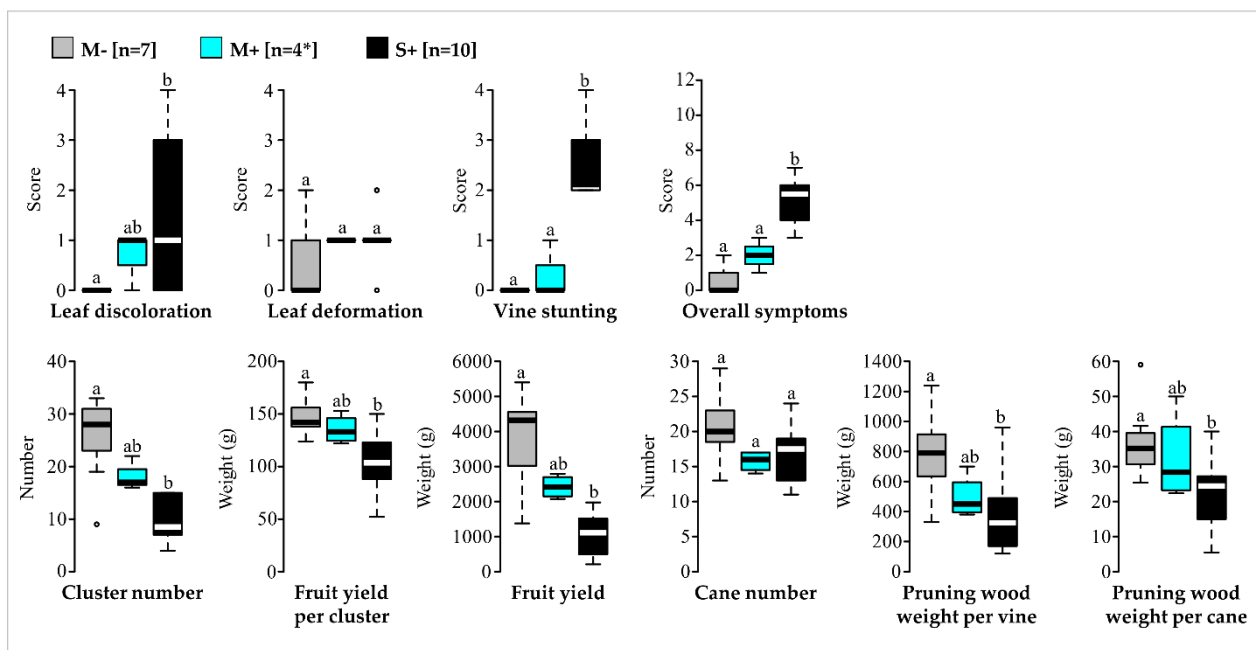 M- [n=7] M+ [n=4*] S+ [n=10]
Score
4
3
2
1
0
a
ab
b
Leaf discoloration
Score
4
3
2
1
0
a
a
a
Leaf deformation
Score
4
3
2
1
0
a
a
b
Vine stunting
Score
12
10
8
6
4
2
0
a
a
b
Overall symptoms
Number
40
30
20
10
0
a
ab
b
Cluster number
Weight (g)
200
150
100
50
0
a
ab
b
Fruit yield
per cluster
Weight (g)
6000
5000
4000
3000
2000
1000
0
a
ab
b
Fruit yield
Number
30
25
20
15
10
5
0
a
a
a
Cane number
Weight (g)
1400
1200
1000
800
600
400
200
0
a
ab
b
Pruning wood
weight per vine
Weight (g)
60
50
40
30
20
10
0
a
ab
b
Pruning wood
weight per cane